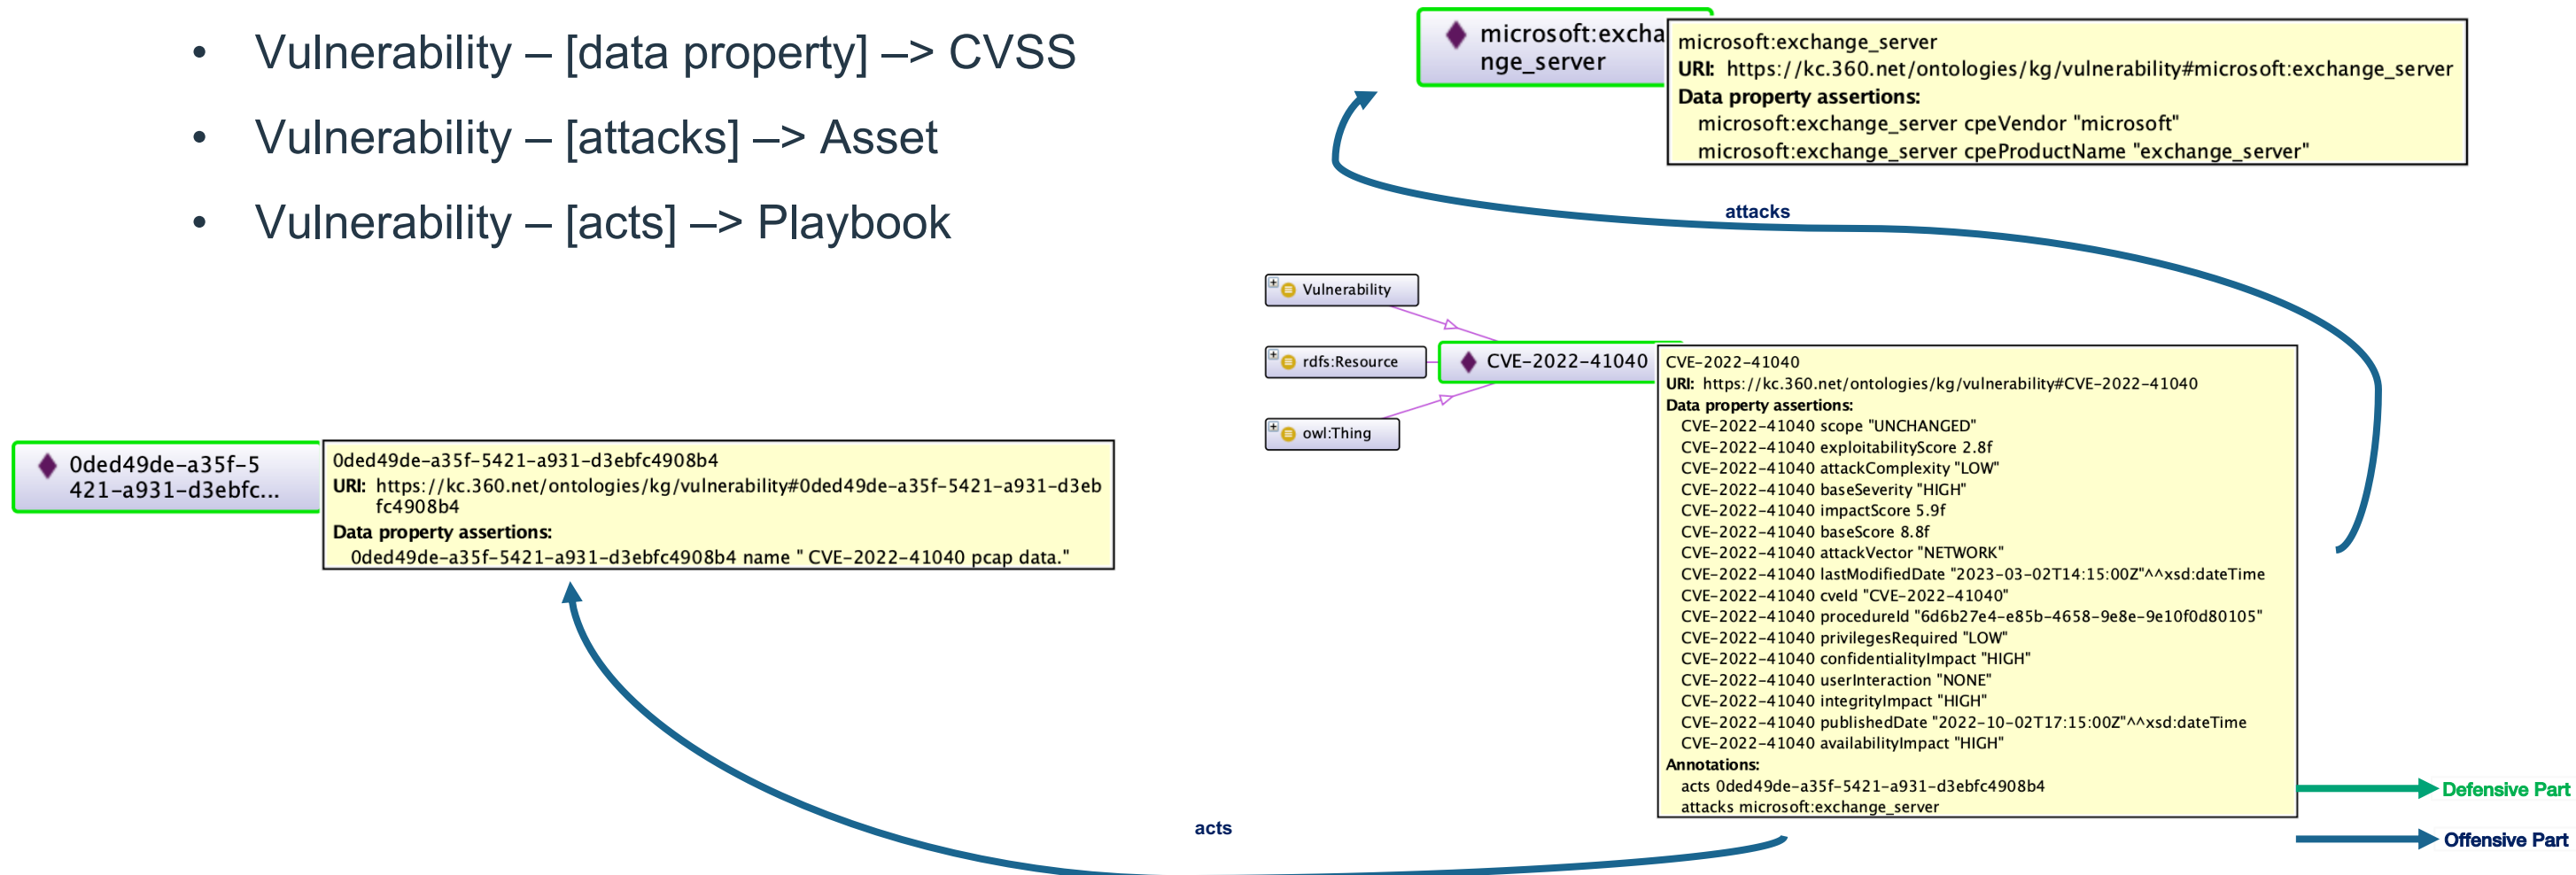 • Vulnerability – [data property] –> CVSS
• Vulnerability – [attacks] –> Asset
• Vulnerability – [acts] –> Playbook
microsoft:excha
nge_server
microsoft:exchange_server
URI: https://kc.360.net/ontologies/kg/vulnerability#microsoft:exchange_server
Data property assertions:
microsoft:exchange_server cpeVendor "microsoft"
microsoft:exchange_server cpeProductName "exchange_server"
attacks
Vulnerability
rdfs:Resource
owl:Thing
CVE-2022-41040
CVE-2022-41040
URI: https://kc.360.net/ontologies/kg/vulnerability#CVE-2022-41040
Data property assertions:
CVE-2022-41040 scope "UNCHANGED"
CVE-2022-41040 exploitabilityScore 2.8f
CVE-2022-41040 attackComplexity "LOW"
CVE-2022-41040 baseSeverity "HIGH"
CVE-2022-41040 impactScore 5.9f
CVE-2022-41040 baseScore 8.8f
CVE-2022-41040 attackVector "NETWORK"
CVE-2022-41040 lastModifiedDate "2023-03-02T14:15:00Z"^^xsd:dateTime
CVE-2022-41040 cveId "CVE-2022-41040"
CVE-2022-41040 procedureId "6d6b27e4-e85b-4658-9e8e-9e10f0d80105"
CVE-2022-41040 privilegesRequired "LOW"
CVE-2022-41040 confidentialityImpact "HIGH"
CVE-2022-41040 userInteraction "NONE"
CVE-2022-41040 integrityImpact "HIGH"
CVE-2022-41040 publishedDate "2022-10-02T17:15:00Z"^^xsd:dateTime
CVE-2022-41040 availabilityImpact "HIGH"
Annotations:
acts 0ded49de-a35f-5421-a931-d3ebfc4908b4
attacks microsoft:exchange_server
0ded49de-a35f-5
421-a931-d3ebfc...
0ded49de-a35f-5421-a931-d3ebfc4908b4
URI: https://kc.360.net/ontologies/kg/vulnerability#0ded49de-a35f-5421-a931-d3eb
fc4908b4
Data property assertions:
0ded49de-a35f-5421-a931-d3ebfc4908b4 name " CVE-2022-41040 pcap data."
acts
Defensive Part
Offensive Part